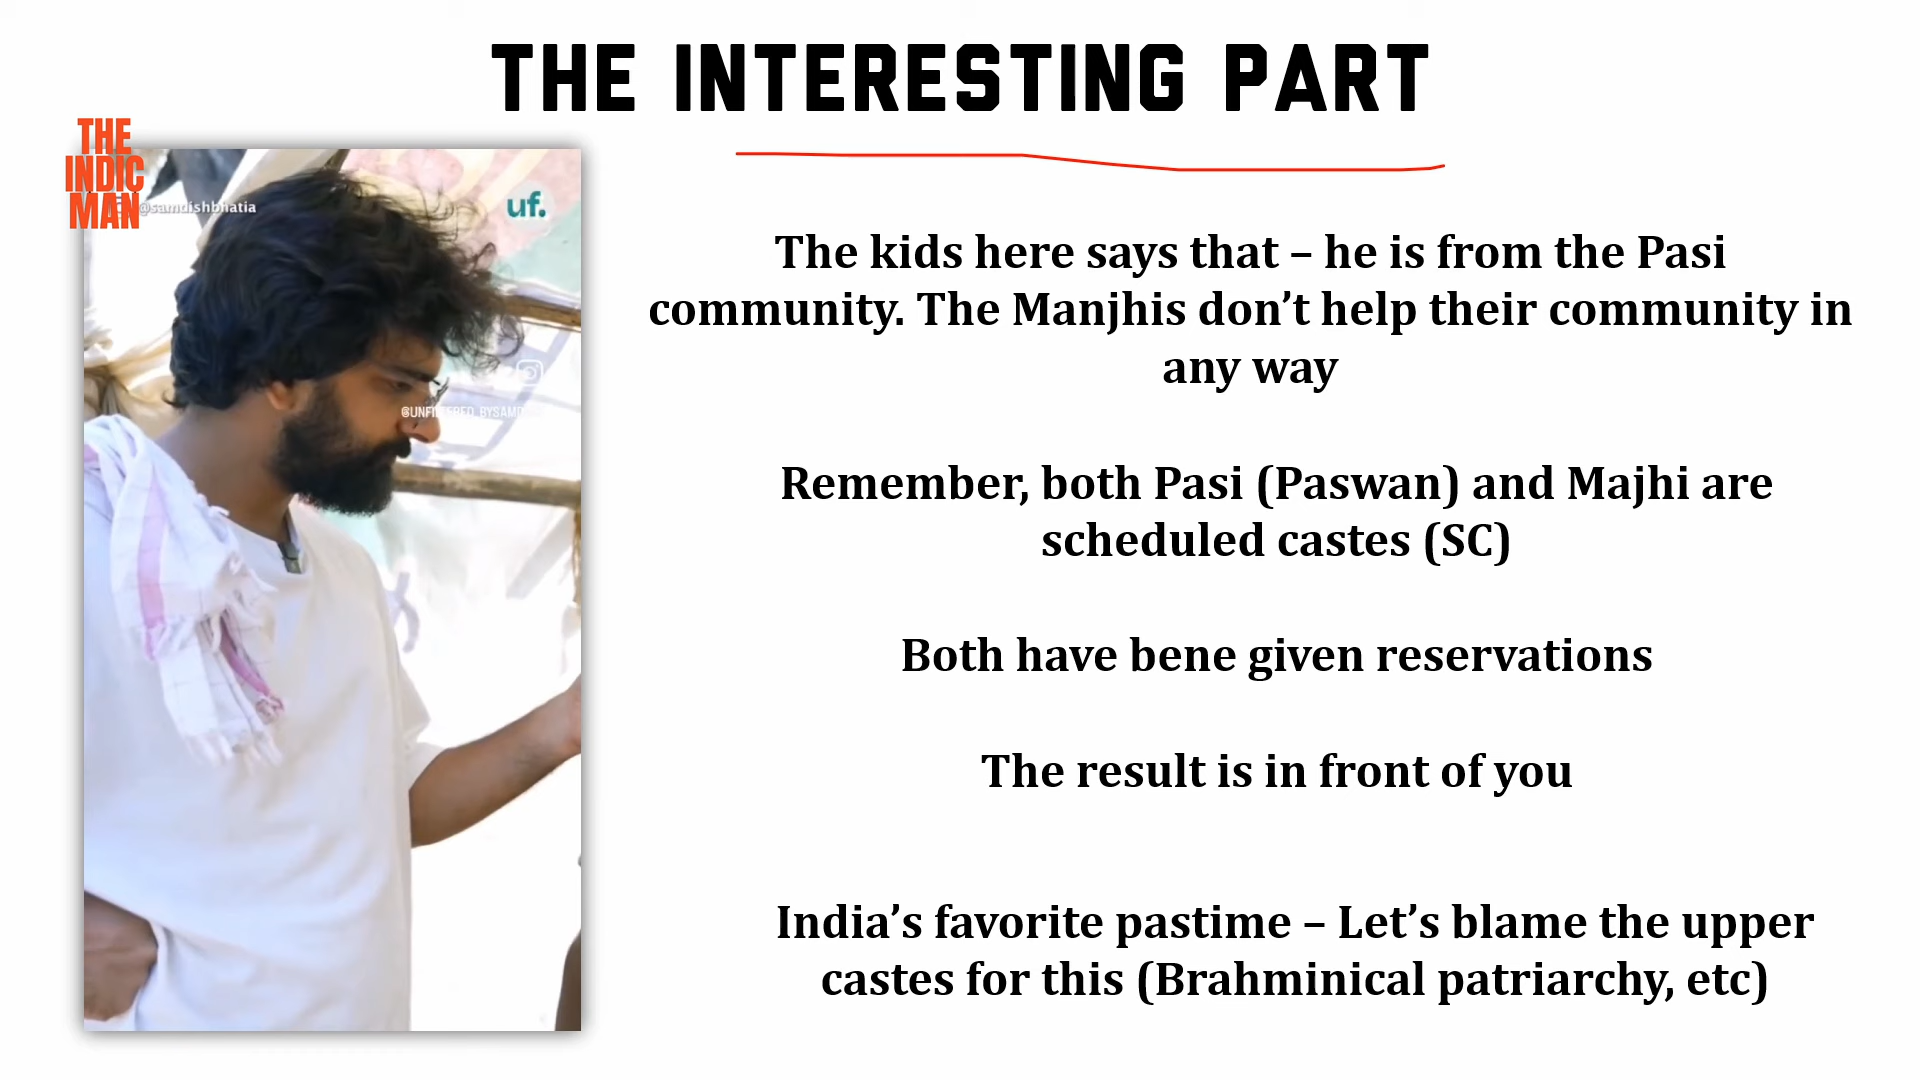 THE INTERESTING PART
THE
INDIC
MAN
@samdishbhatia
uf.
The kids here says that – he is from the Pasi
community. The Manjhis don’t help their community in
any way
Remember, both Pasi (Paswan) and Majhi are
scheduled castes (SC)
Both have bene given reservations
The result is in front of you
India’s favorite pastime – Let’s blame the upper
castes for this (Brahminical patriarchy, etc)